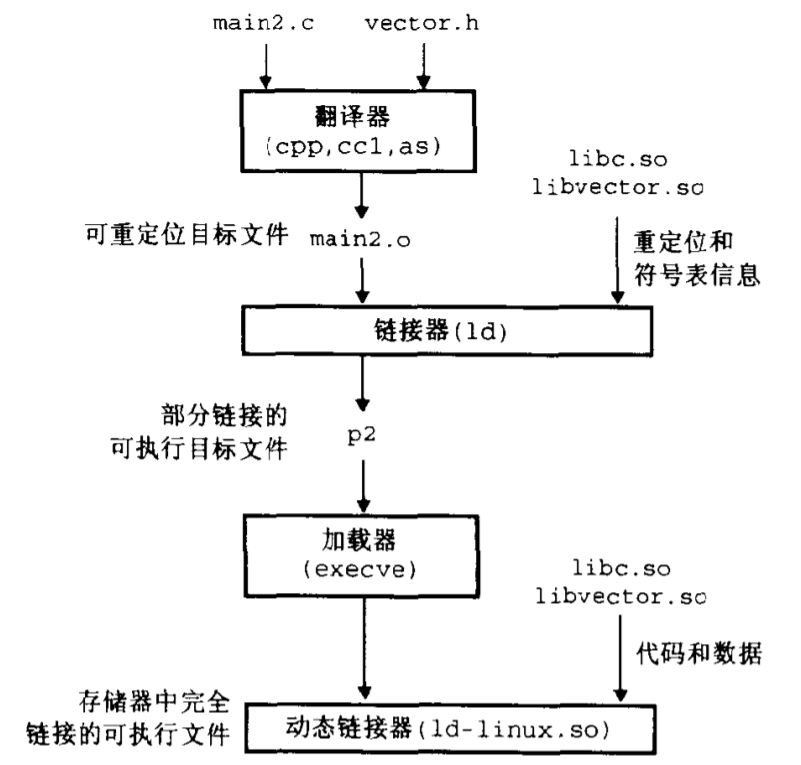 main2.c vector.h
翻译器
(cpp,cc1,as)
libc.so
libvector.so
可重定位目标文件 main2.o
重定位和
符号表信息
链接器(ld)
部分链接的
可执行目标文件
p2
加载器
(execve)
libc.so
libvector.so
代码和数据
存储器中完全
链接的可执行文件
动态链接器(ld-linux.so)